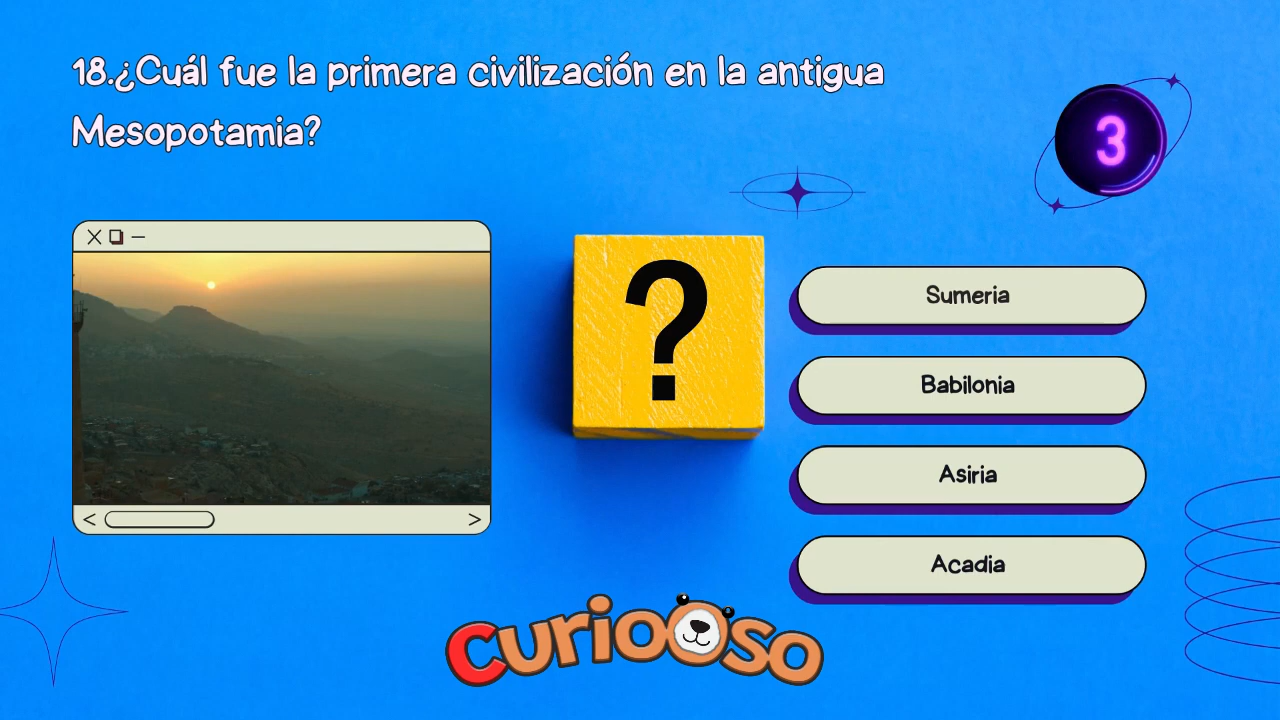 18.¿Cuál fue la primera civilización en la antigua
Mesopotamia?
3
?
Sumeria
Babilonia
Asiria
Acadia
CuriOOso